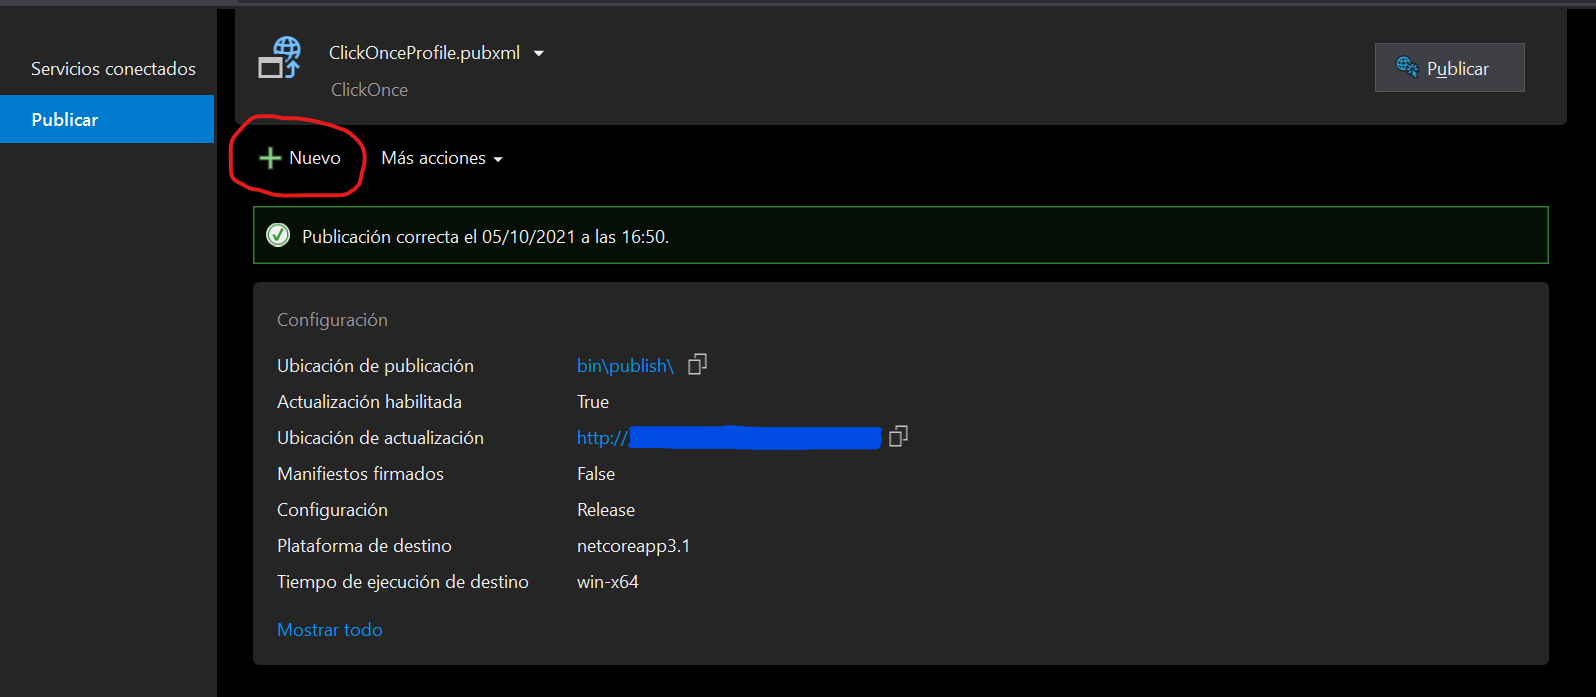 Servicios conectados
Publicar
ClickOnceProfile.pubxml
ClickOnce
Publicar
Nuevo
Más acciones
Publicación correcta el 05/10/2021 a las 16:50.
Configuración
Ubicación de publicación bin\publish\
Actualización habilitada True
Ubicación de actualización http://
Manifiestos firmados False
Configuración Release
Plataforma de destino netcoreapp3.1
Tiempo de ejecución de destino win-x64
Mostrar todo